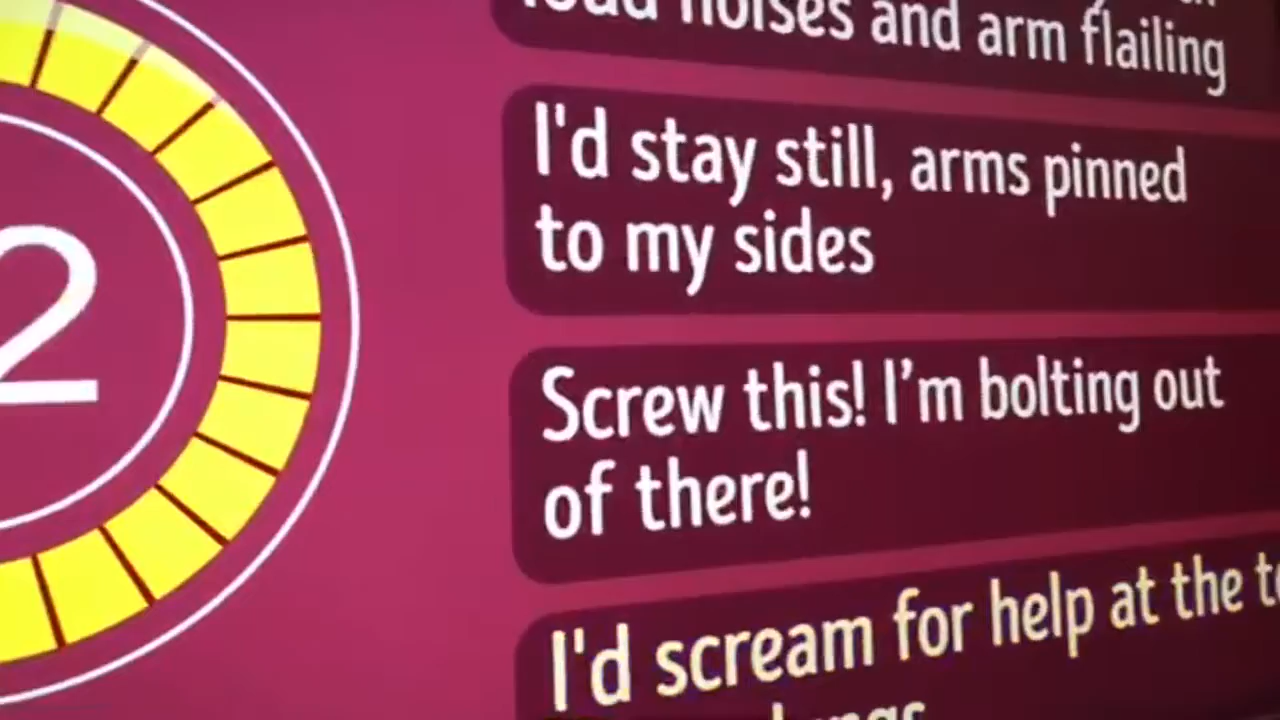 noises and arm flailing
I'd stay still, arms pinned
to my sides
2
Screw this! I’m bolting out
of there!
I'd scream for help at the